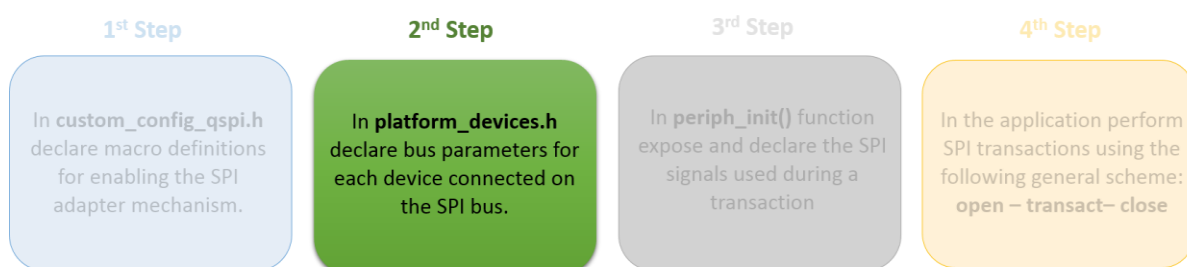 1st Step
In custom_config_qspi.h
declare macro definitions
for enabling the SPI
adapter mechanism.
2nd Step
In platform_devices.h
declare bus parameters for
each device connected on
the SPI bus.
3rd Step
In periph_init() function
expose and declare the SPI
signals used during a
transaction
4th Step
In the application perform
SPI transactions using the
following general scheme:
open – transact– close